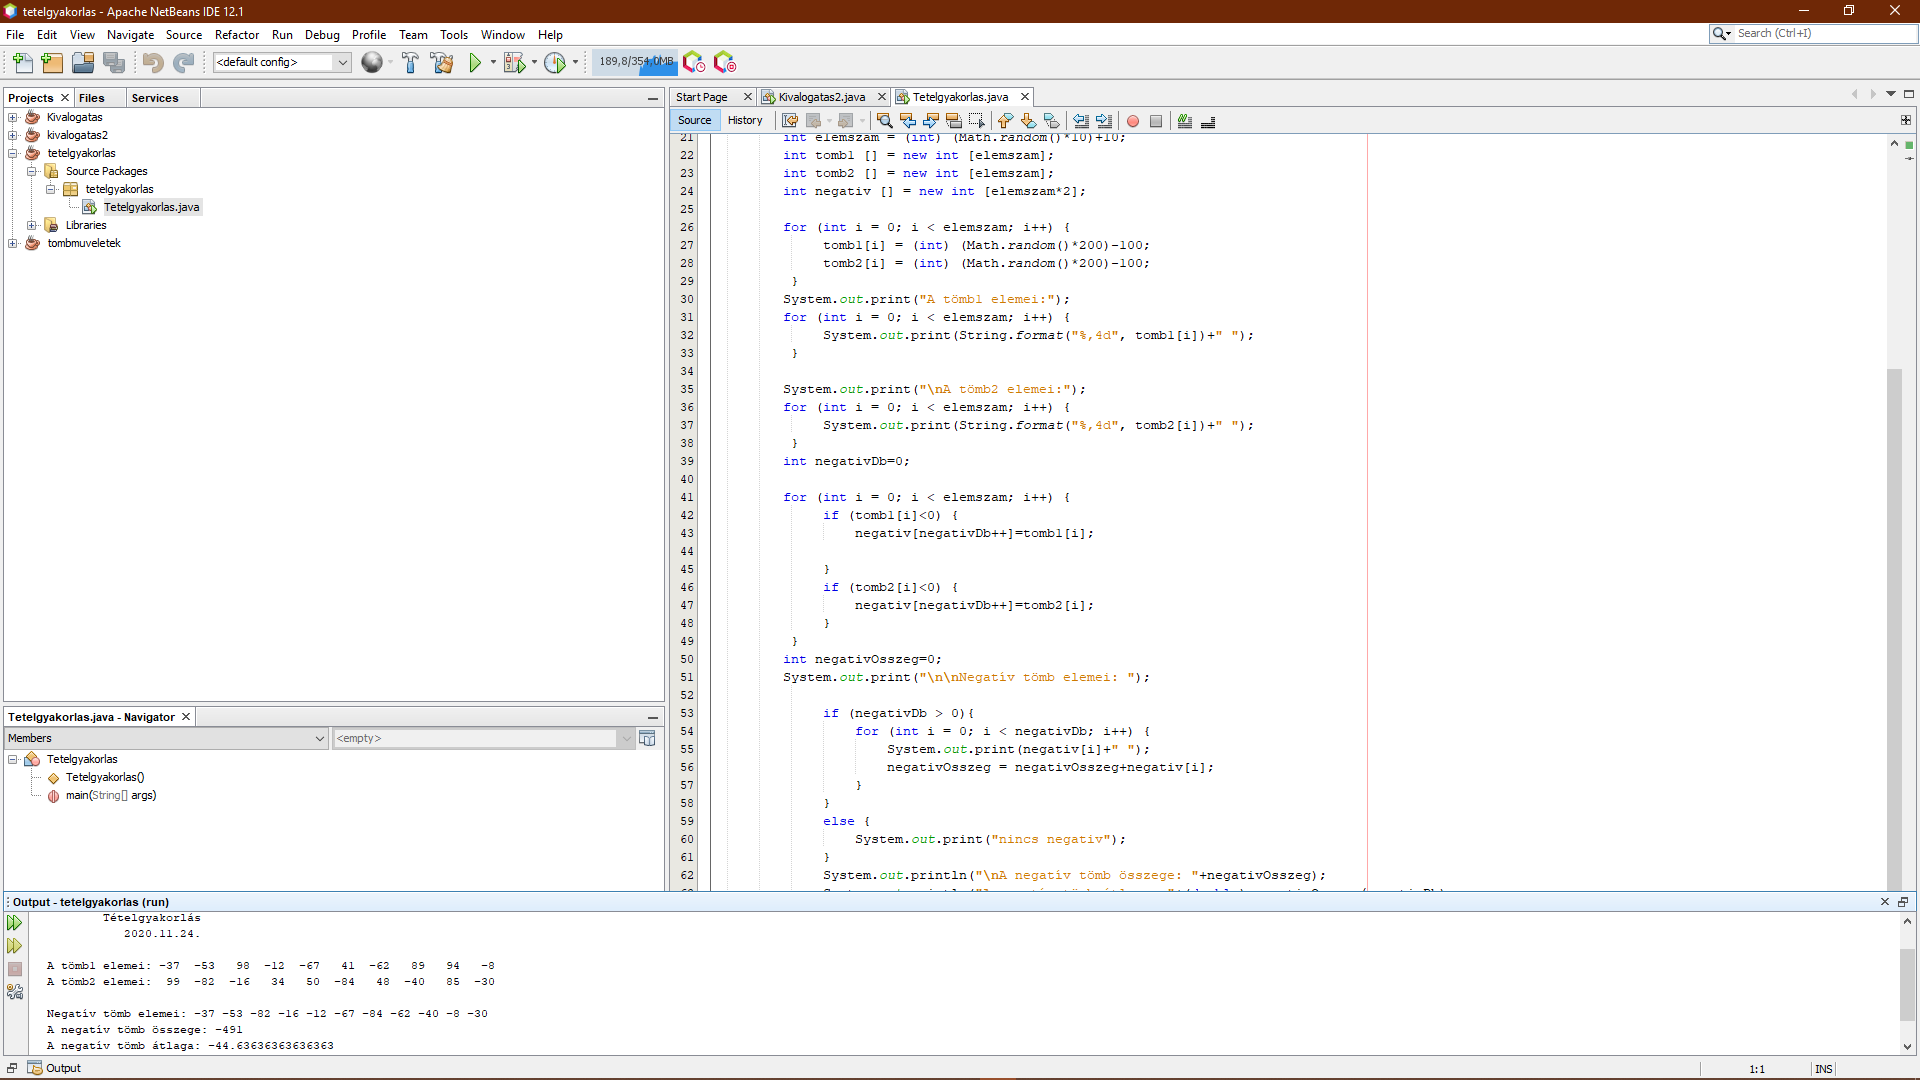 tetelgyakorlas - Apache NetBeans IDE 12.1
File Edit View Navigate Source Refactor Run Debug Profile Team Tools Window Help
Search (Ctrl+I)
<default config>
189,8/354,0MB
Projects Files Services
Kivalogatas
kivalogatas2
tetelgyakorlas
Source Packages
tetelgyakorlas
Tetelgyakorlas.java
Libraries
tombmuveletek
Tetelgyakorlas.java - Navigator
Members
<empty>
Tetelgyakorlas
Tetelgyakorlas()
main(String[] args)
Start Page Kivalogatas2.java Tetelgyakorlas.java
Source History
21 int elemszam = (int) (Math.random()*10)+10;
22 int tomb1 [] = new int [elemszam];
23 int tomb2 [] = new int [elemszam];
24 int negativ [] = new int [elemszam*2];
25
26 for (int i = 0; i < elemszam; i++) {
27 tomb1[i] = (int) (Math.random()*200)-100;
28 tomb2[i] = (int) (Math.random()*200)-100;
29 }
30 System.out.print("A tömb1 elemei:");
31 for (int i = 0; i < elemszam; i++) {
32 System.out.print(String.format("%,4d", tomb1[i])+" ");
33 }
34
35 System.out.print("\nA tömb2 elemei:");
36 for (int i = 0; i < elemszam; i++) {
37 System.out.print(String.format("%,4d", tomb2[i])+" ");
38 }
39 int negativDb=0;
40
41 for (int i = 0; i < elemszam; i++) {
42 if (tomb1[i]<0) {
43 negativ[negativDb++]=tomb1[i];
44
45 }
46 if (tomb2[i]<0) {
47 negativ[negativDb++]=tomb2[i];
48 }
49 }
50 int negativOsszeg=0;
51 System.out.print("\n\nNegatív tömb elemei: ");
52
53 if (negativDb > 0){
54 for (int i = 0; i < negativDb; i++) {
55 System.out.print(negativ[i]+" ");
56 negativOsszeg = negativOsszeg+negativ[i];
57 }
58 }
59 else {
60 System.out.print("nincs negativ");
61 }
62 System.out.println("\nA negatív tömb összege: "+negativOsszeg);
Output - tetelgyakorlas (run)
Tételgyakorlás
2020.11.24.
A tömb1 elemei: -37 -53 98 -12 -67 41 -62 89 94 -8
A tömb2 elemei: 99 -82 -16 34 50 -84 48 -40 85 -30
Negatív tömb elemei: -37 -53 -82 -16 -12 -67 -84 -62 -40 -8 -30
A negatív tömb összege: -491
A negatív tömb átlaga: -44.63636363636363
Output
1:1 INS